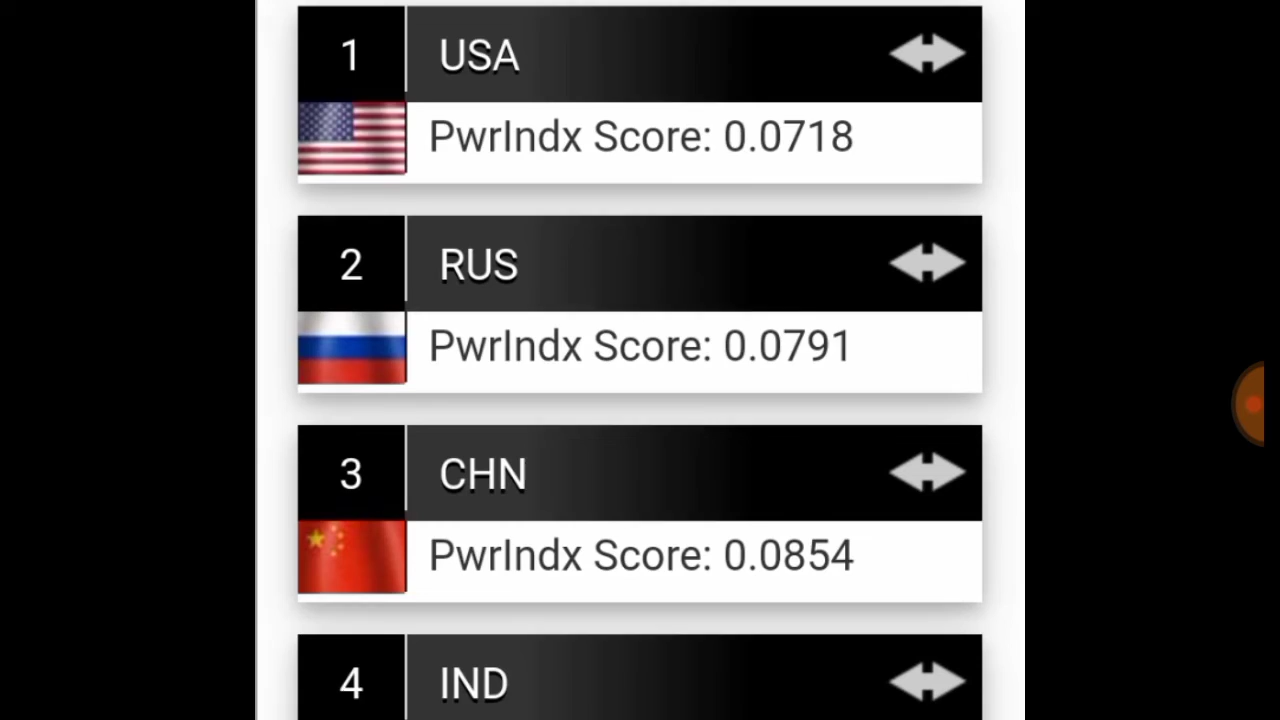 1 USA
PwrIndx Score: 0.0718
2 RUS
PwrIndx Score: 0.0791
3 CHN
PwrIndx Score: 0.0854
4 IND